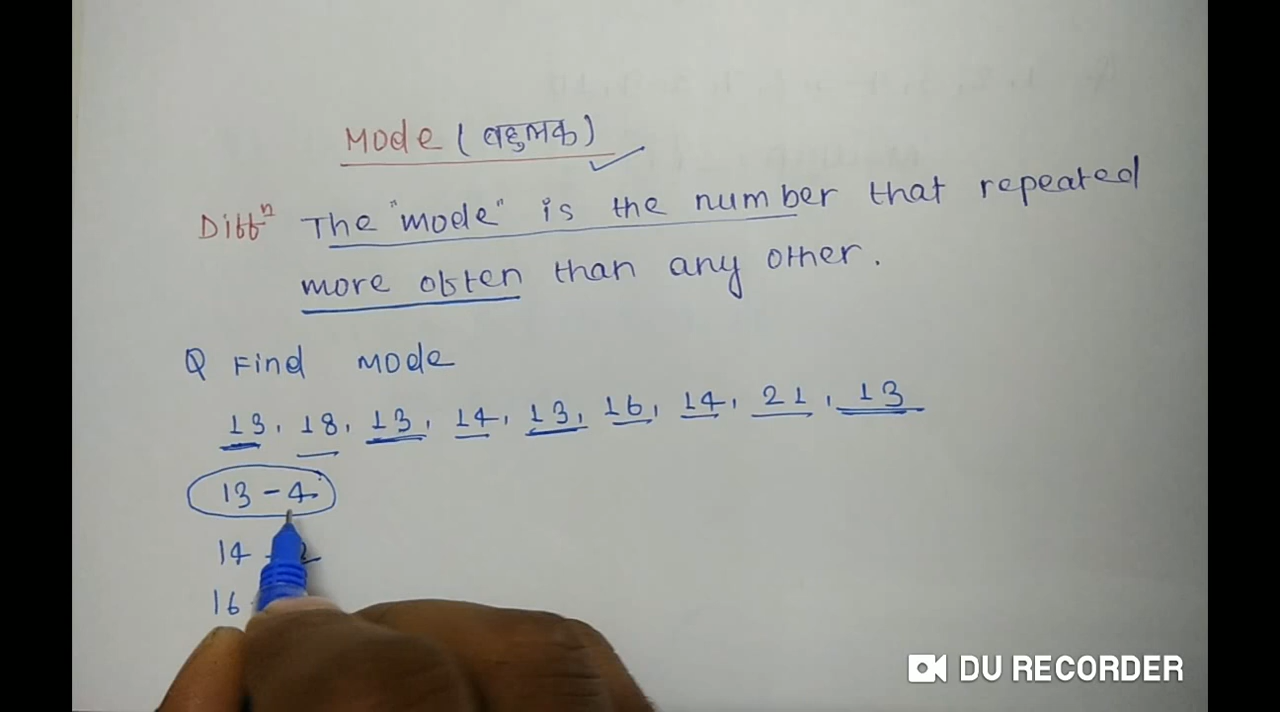 Mode (बहुलक)
Diffⁿ The "mode" is the number that repeated
more often than any other.
Q Find Mode
13, 18, 13, 14, 13, 16, 14, 21, 13
13 - 4
14 - 2
16
DU RECORDER